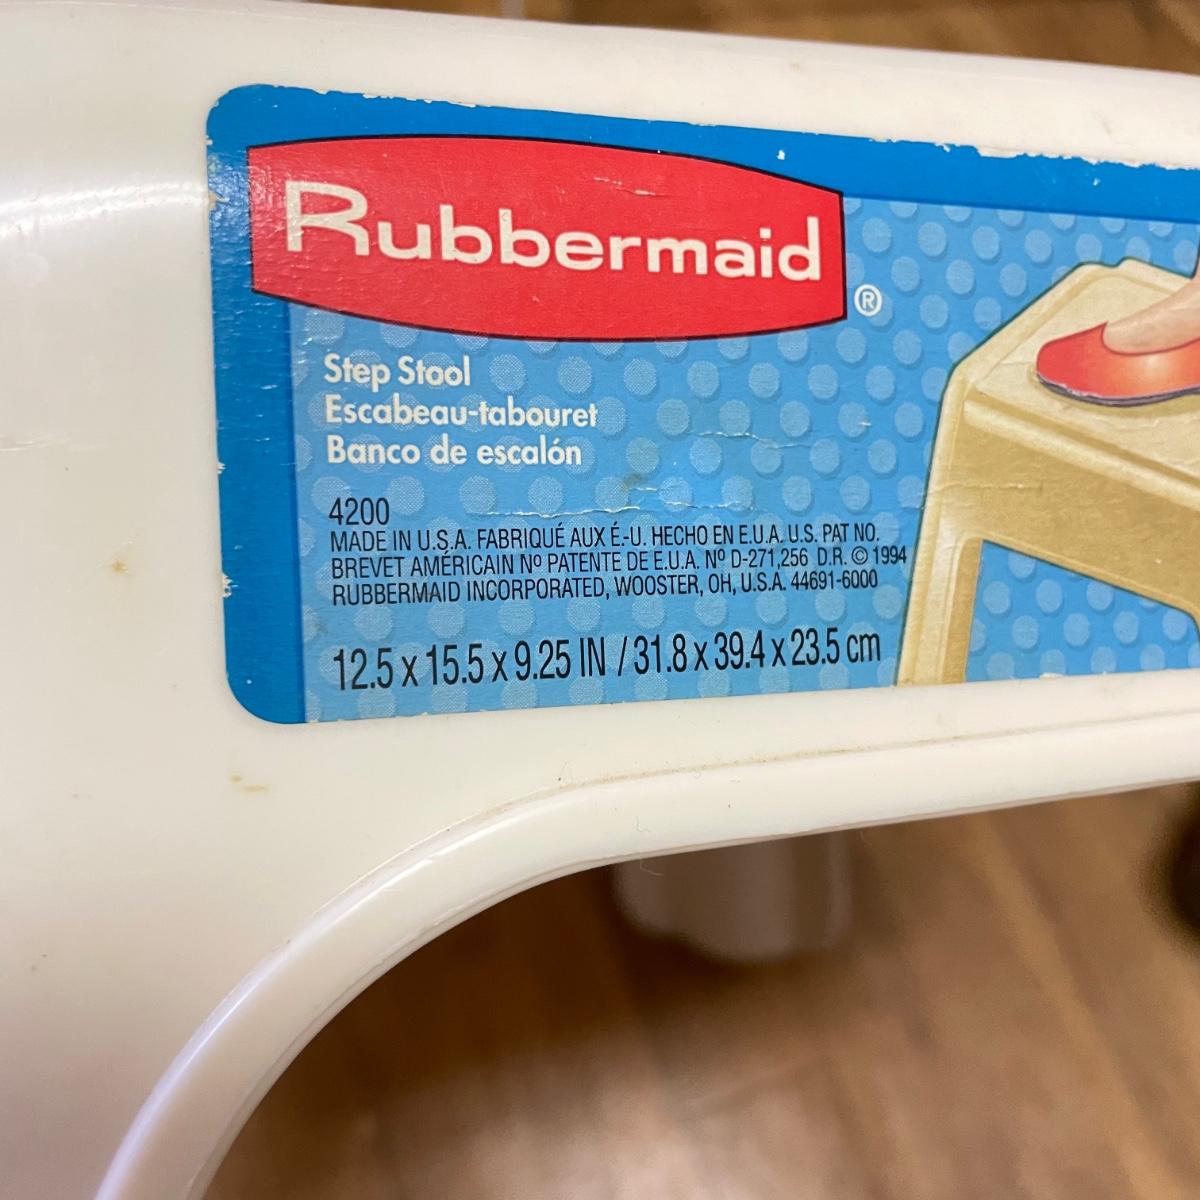 Rubbermaid
®
Step Stool
Escabeau-tabouret
Banco de escalón
4200
MADE IN U.S.A. FABRIQUÉ AUX É.-U. HECHO EN E.U.A. U.S. PAT NO.
BREVET AMÉRICAIN Nº PATENTE DE E.U.A. Nº D-271,256 D.R. © 1994
RUBBERMAID INCORPORATED, WOOSTER, OH, U.S.A. 44691-6000
12.5 x 15.5 x 9.25 IN / 31.8 x 39.4 x 23.5 cm